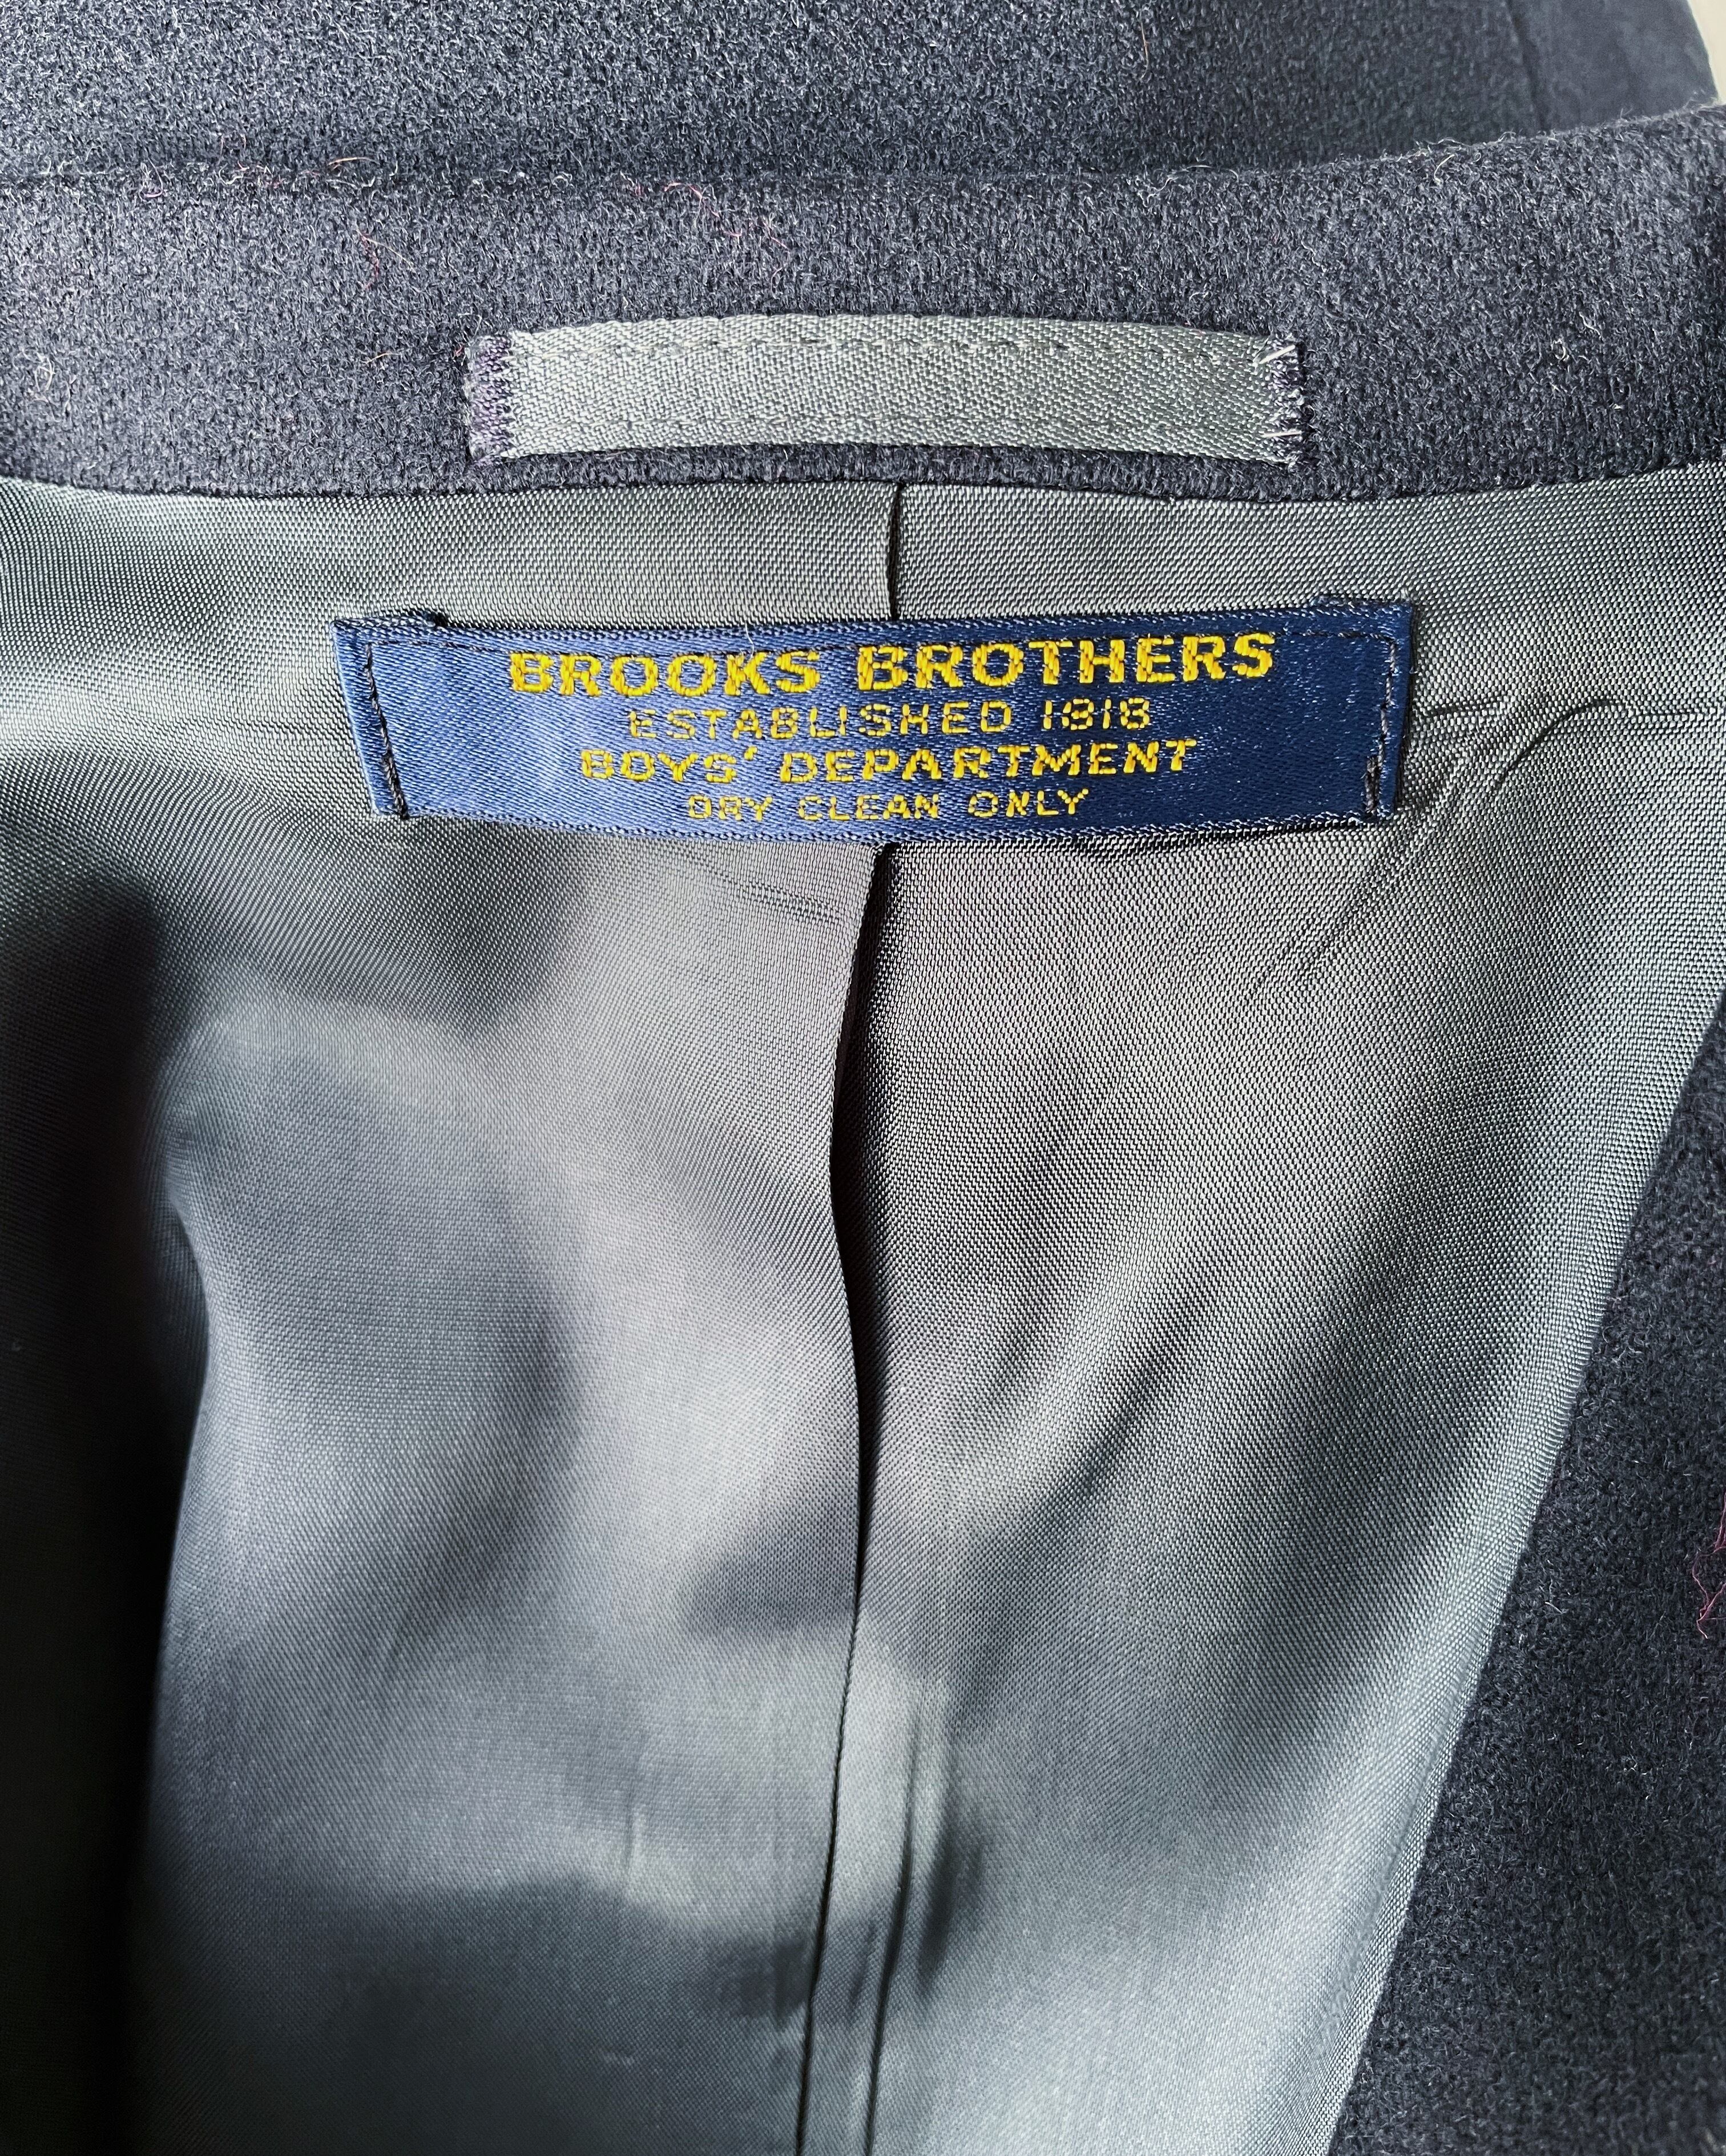 BROOKS BROTHERS
ESTABLISHED 1818
BOYS' DEPARTMENT
DRY CLEAN ONLY